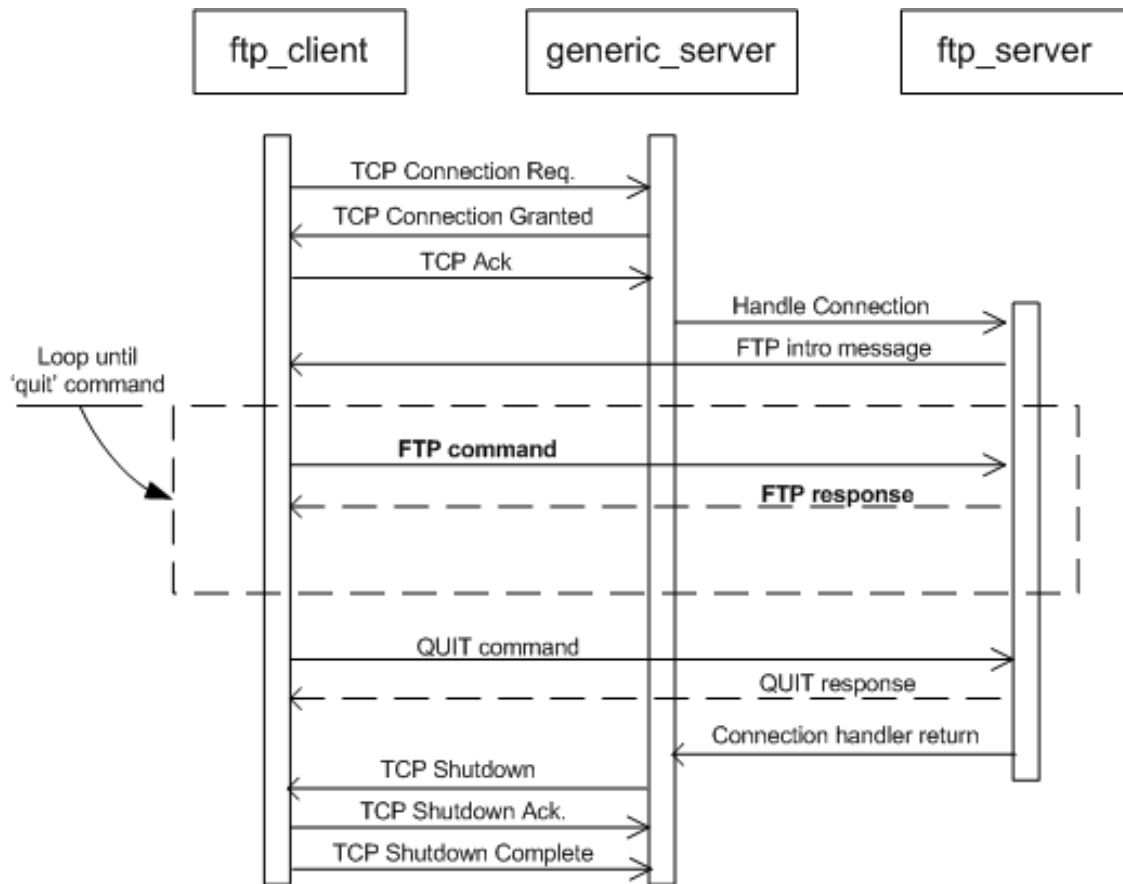 ftp_client
generic_server
ftp_server
TCP Connection Req.
TCP Connection Granted
TCP Ack
Handle Connection
FTP intro message
Loop until
'quit' command
FTP command
FTP response
QUIT command
QUIT response
Connection handler return
TCP Shutdown
TCP Shutdown Ack.
TCP Shutdown Complete